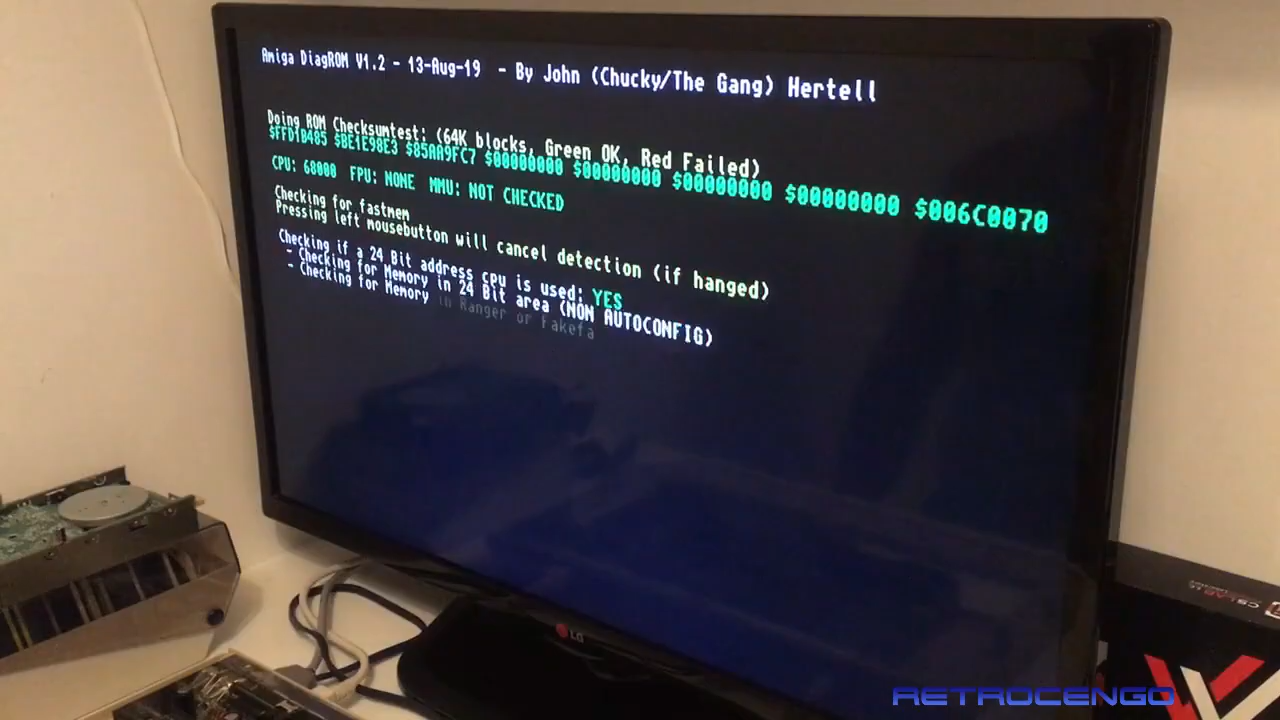 Amiga DiagROM V1.2 - 13-Aug-19 - By John (Chucky/The Gang) Hertell
Doing ROM Checksumtest: (64K blocks, Green OK, Red Failed)
$FFD1B485 $BE1E98E3 $85AA9FC7 $00000000 $00000000 $00000000 $00000000 $006C0070
CPU: 68000 FPU: NONE MMU: NOT CHECKED
Checking for fastmem
Pressing left mousebutton will cancel detection (if hanged)
Checking if a 24 Bit address cpu is used: YES
- Checking for Memory in 24 Bit area (NON AUTOCONFIG)
- Checking for Memory in Ranger or Fakefa
LG
RETROCENGO